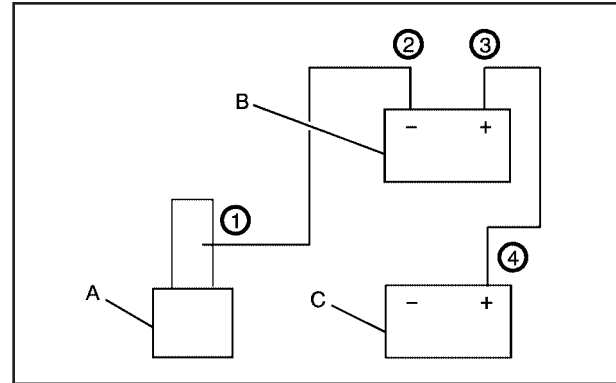 ② ③
B
− +
①
④
A
C
− +